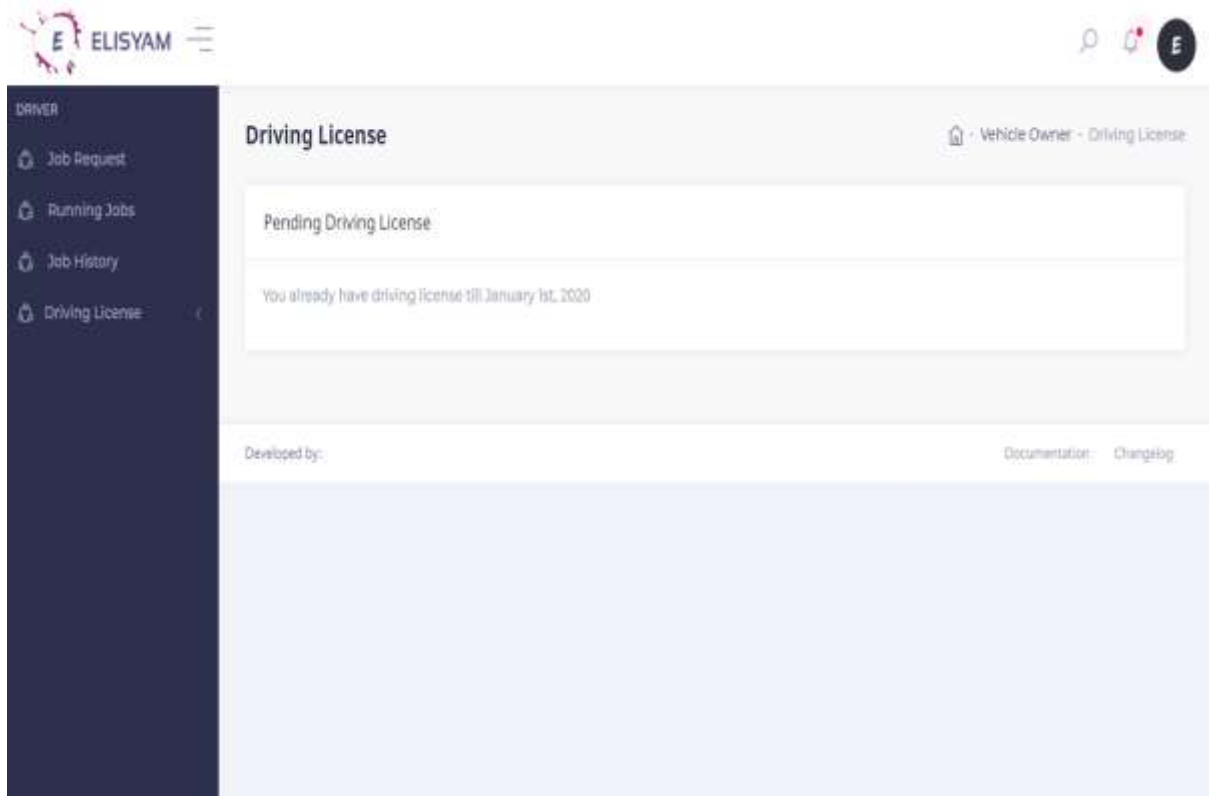 E ELISYAM
E
DRIVER
Job Request
Running Jobs
Job History
Driving License
Driving License
Vehicle Owner - Driving License
Pending Driving License
You already have driving license till January 1st, 2020
Developed by:
Documentation Changelog